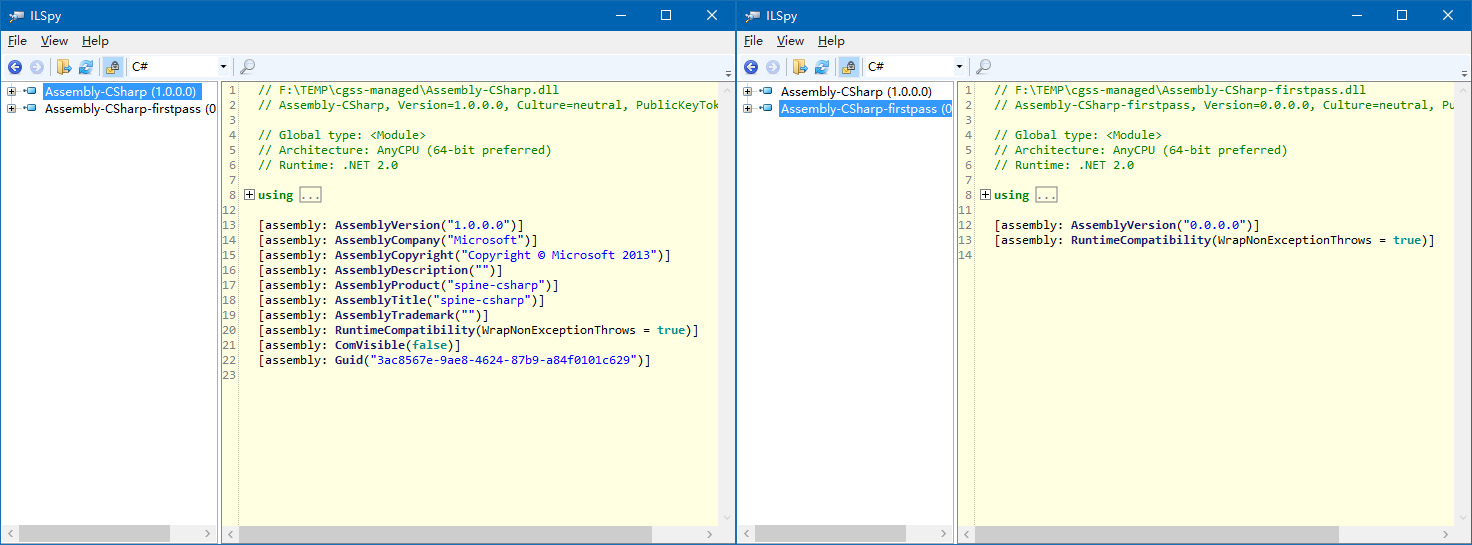 ILSpy
File View Help
C#
Assembly-CSharp (1.0.0.0)
Assembly-CSharp-firstpass (0
1 // F:\TEMP\cgss-managed\Assembly-CSharp.dll
2 // Assembly-CSharp, Version=1.0.0.0, Culture=neutral, PublicKeyTok
3
4 // Global type: <Module>
5 // Architecture: AnyCPU (64-bit preferred)
6 // Runtime: .NET 2.0
7
8 using ...
12
13 [assembly: AssemblyVersion("1.0.0.0")]
14 [assembly: AssemblyCompany("Microsoft")]
15 [assembly: AssemblyCopyright("Copyright © Microsoft 2013")]
16 [assembly: AssemblyDescription("")]
17 [assembly: AssemblyProduct("spine-csharp")]
18 [assembly: AssemblyTitle("spine-csharp")]
19 [assembly: AssemblyTrademark("")]
20 [assembly: RuntimeCompatibility(WrapNonExceptionThrows = true)]
21 [assembly: ComVisible(false)]
22 [assembly: Guid("3ac8567e-9ae8-4624-87b9-a84f0101c629")]
23
ILSpy
File View Help
C#
Assembly-CSharp (1.0.0.0)
Assembly-CSharp-firstpass (0
1 // F:\TEMP\cgss-managed\Assembly-CSharp-firstpass.dll
2 // Assembly-CSharp-firstpass, Version=0.0.0.0, Culture=neutral, Pu
3
4 // Global type: <Module>
5 // Architecture: AnyCPU (64-bit preferred)
6 // Runtime: .NET 2.0
7
8 using ...
11
12 [assembly: AssemblyVersion("0.0.0.0")]
13 [assembly: RuntimeCompatibility(WrapNonExceptionThrows = true)]
14